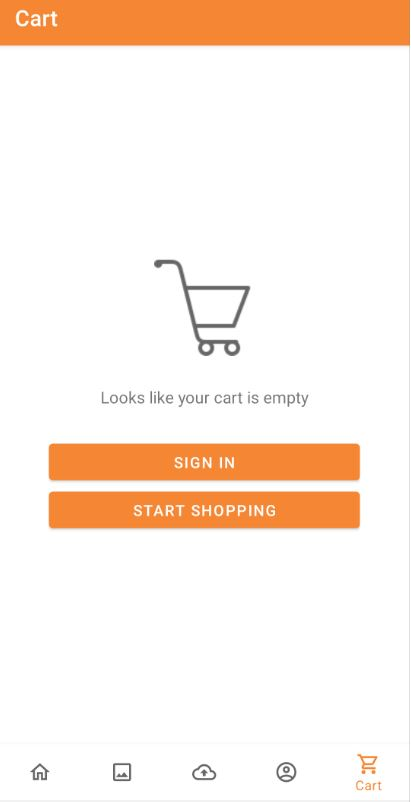 Cart
Looks like your cart is empty
SIGN IN
START SHOPPING
Cart